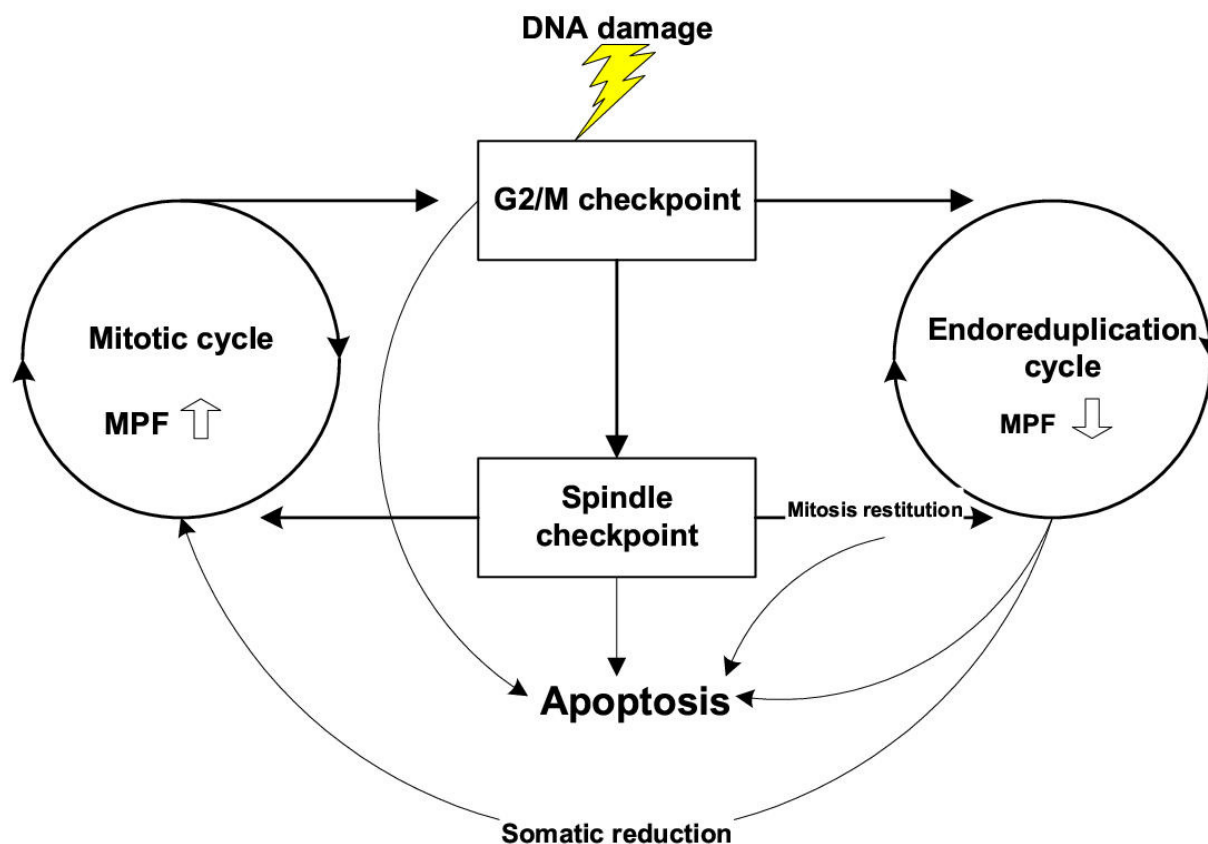 DNA damage
G2/M checkpoint
Mitotic cycle
MPF
Endoreduplication
cycle
MPF
Spindle
checkpoint
Mitosis restitution
Apoptosis
Somatic reduction